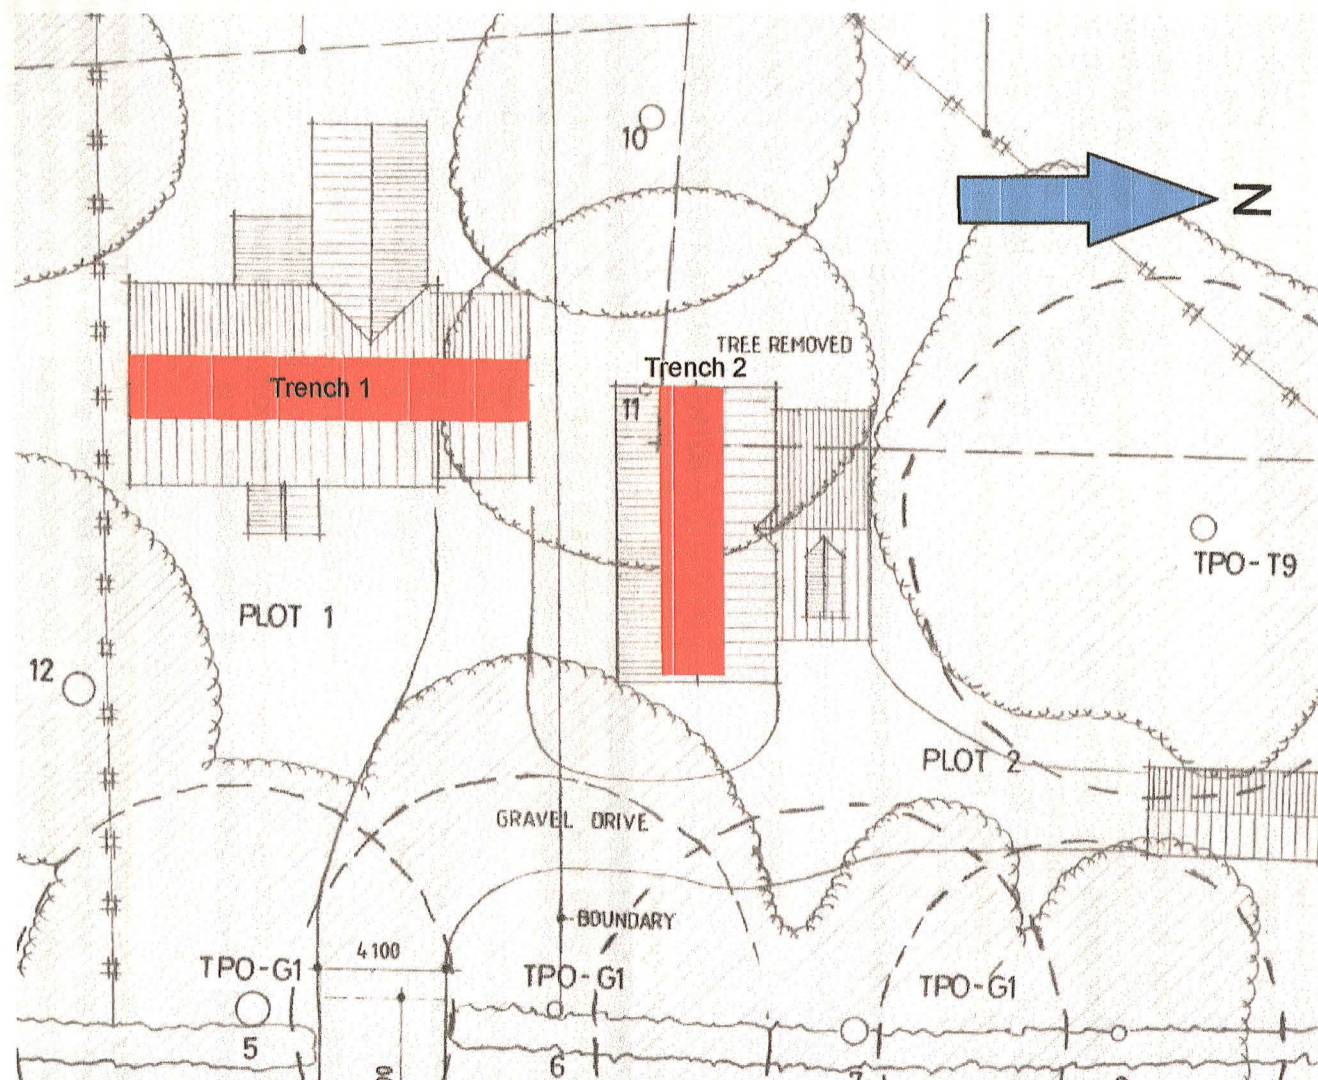 10
N
TREE REMOVED
Trench 2
Trench 1
11
TPO-T9
PLOT 1
12
PLOT 2
GRAVEL DRIVE
BOUNDARY
4100
TPO-G1
TPO-G1
TPO-G1
5
6
7